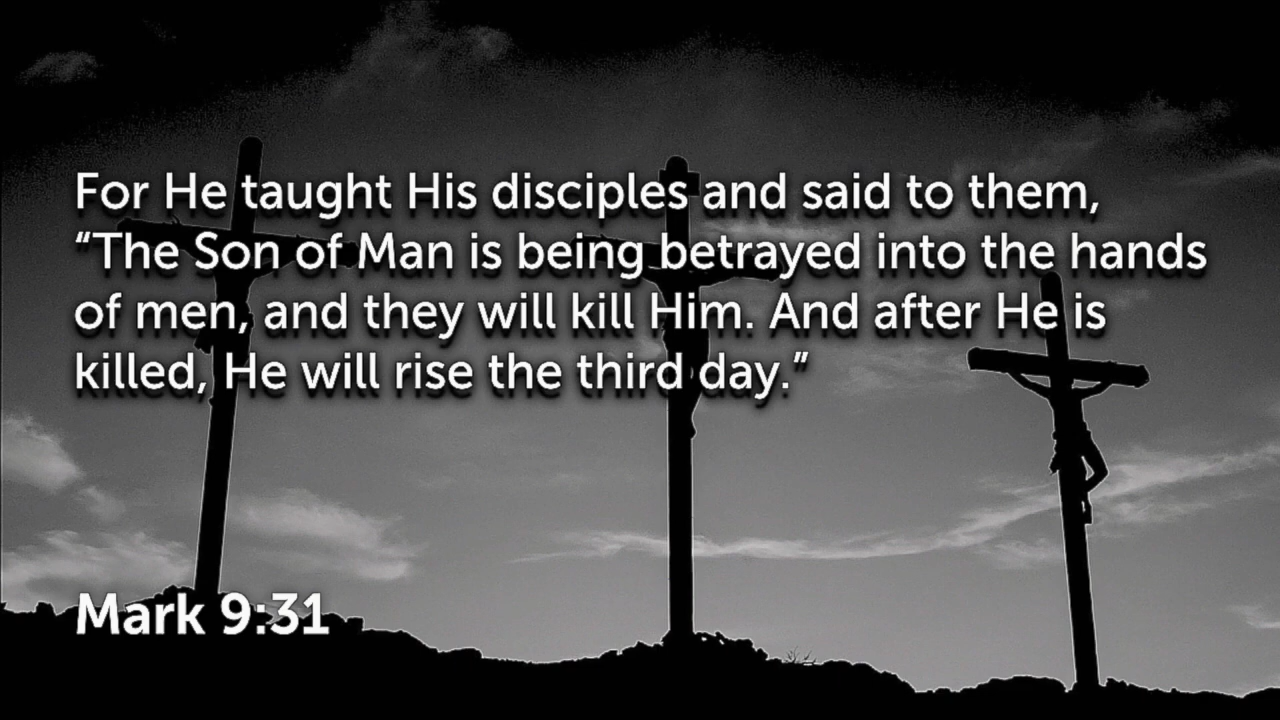 For He taught His disciples and said to them,
“The Son of Man is being betrayed into the hands
of men, and they will kill Him. And after He is
killed, He will rise the third day.”
Mark 9:31